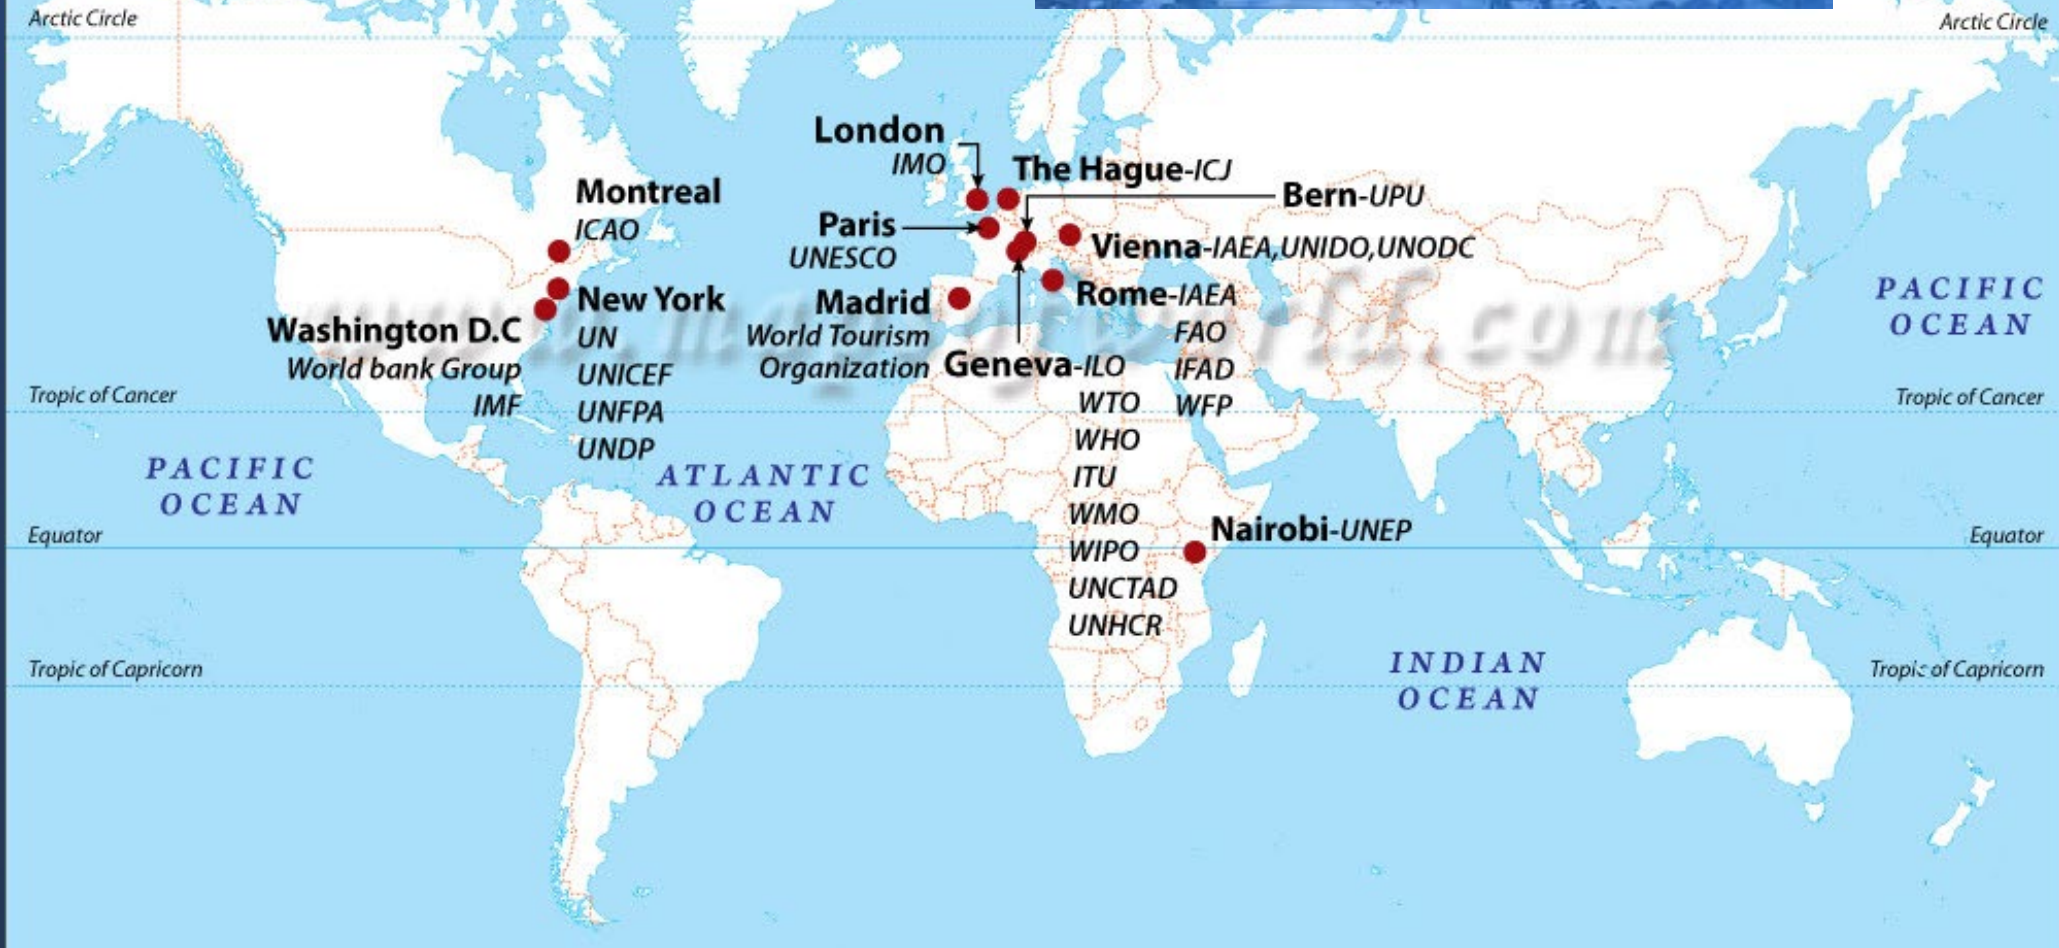 Arctic Circle
Arctic Circle
London
IMO
The Hague-ICJ
Montreal
ICAO
Bern-UPU
Paris
UNESCO
Vienna-IAEA,UNIDO,UNODC
Madrid
World Tourism
Organization
Rome-IAEA
FAO
IFAD
WFP
New York
UN
UNICEF
UNFPA
UNDP
Washington D.C
World bank Group
IMF
Geneva-ILO
WTO
WHO
ITU
WMO
WIPO
UNCTAD
UNHCR
Nairobi-UNEP
PACIFIC
OCEAN
Tropic of Cancer
Tropic of Cancer
PACIFIC
OCEAN
ATLANTIC
OCEAN
Equator
Equator
INDIAN
OCEAN
Tropic of Capricorn
Tropic of Capricorn